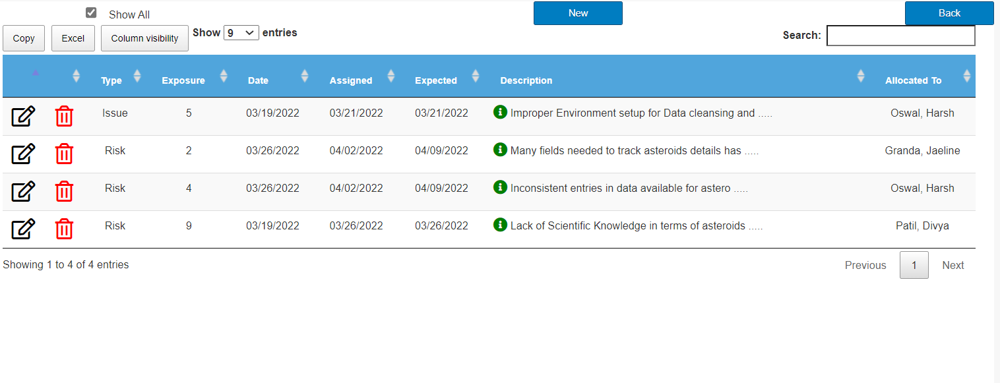 Show All New Back
Copy Excel Column visibility Show 9 entries Search:
Type Exposure Date Assigned Expected Description Allocated To
Issue 5 03/19/2022 03/21/2022 03/21/2022 Improper Environment setup for Data cleansing and ..... Oswal, Harsh
Risk 2 03/26/2022 04/02/2022 04/09/2022 Many fields needed to track asteroids details has ..... Granda, Jaeline
Risk 4 03/26/2022 04/02/2022 04/09/2022 Inconsistent entries in data available for astero ..... Oswal, Harsh
Risk 9 03/19/2022 03/26/2022 03/26/2022 Lack of Scientific Knowledge in terms of asteroids ..... Patil, Divya
Showing 1 to 4 of 4 entries Previous 1 Next